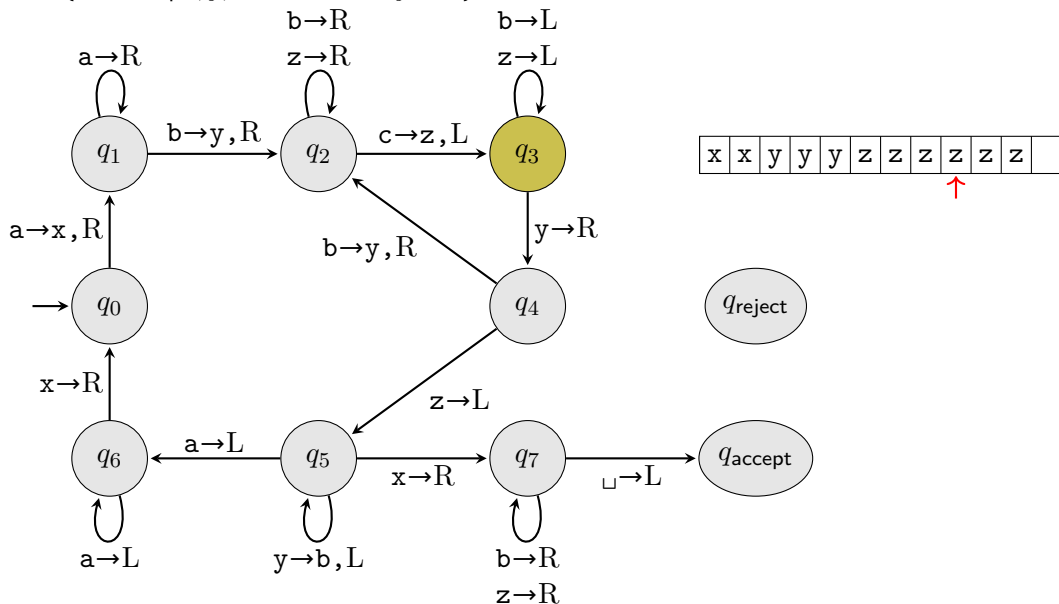 b→R
b→L
a→R
z→R
z→L
q1
b→y,R
q2
c→z,L
q3
x x y y y z z z z z z
a→x,R
b→y,R
y→R
q0
q4
qreject
x→R
z→L
q6
a→L
q5
x→R
q7
␣→L
qaccept
a→L
y→b,L
b→R
z→R